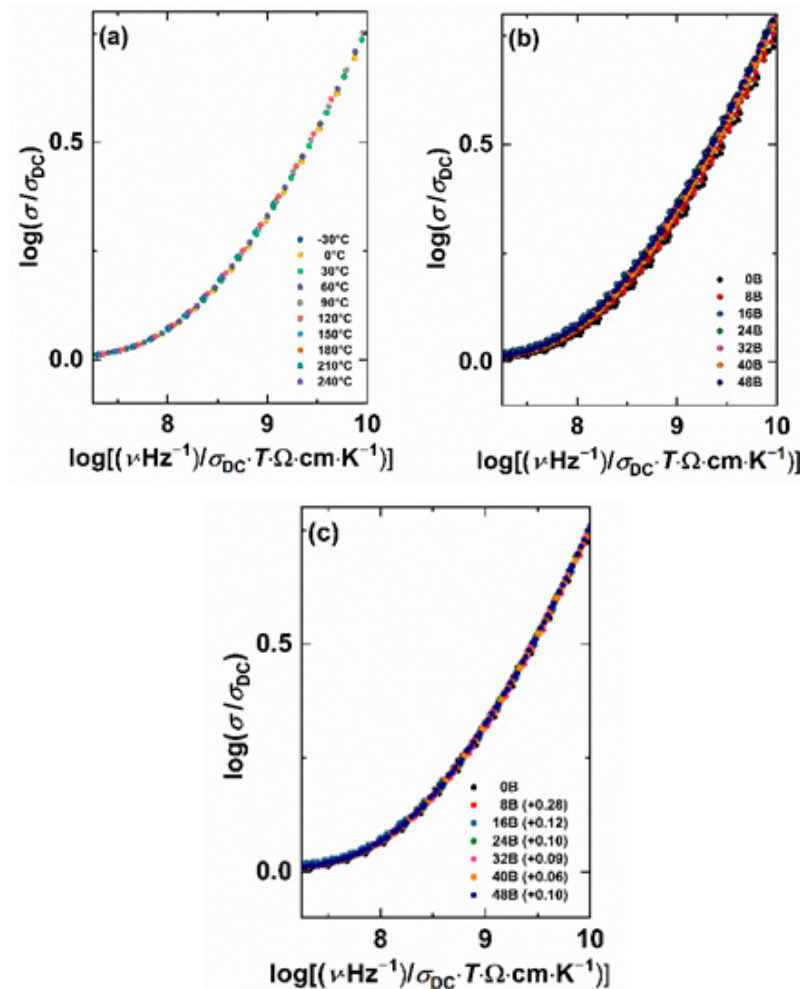 (a)
log(σ/σDC)
0.5
0.0
-30°C
0°C
30°C
60°C
90°C
120°C
150°C
180°C
210°C
240°C
8 9 10
log[(ν·Hz⁻¹)/σDC·T·Ω·cm·K⁻¹)]
(b)
log(σ/σDC)
0.5
0.0
0B
8B
16B
24B
32B
40B
48B
8 9 10
log[(ν·Hz⁻¹)/σDC·T·Ω·cm·K⁻¹)]
(c)
log(σ/σDC)
0.5
0.0
0B
8B (+0.28)
16B (+0.12)
24B (+0.10)
32B (+0.09)
40B (+0.06)
48B (+0.10)
8 9 10
log[(ν·Hz⁻¹)/σDC·T·Ω·cm·K⁻¹)]